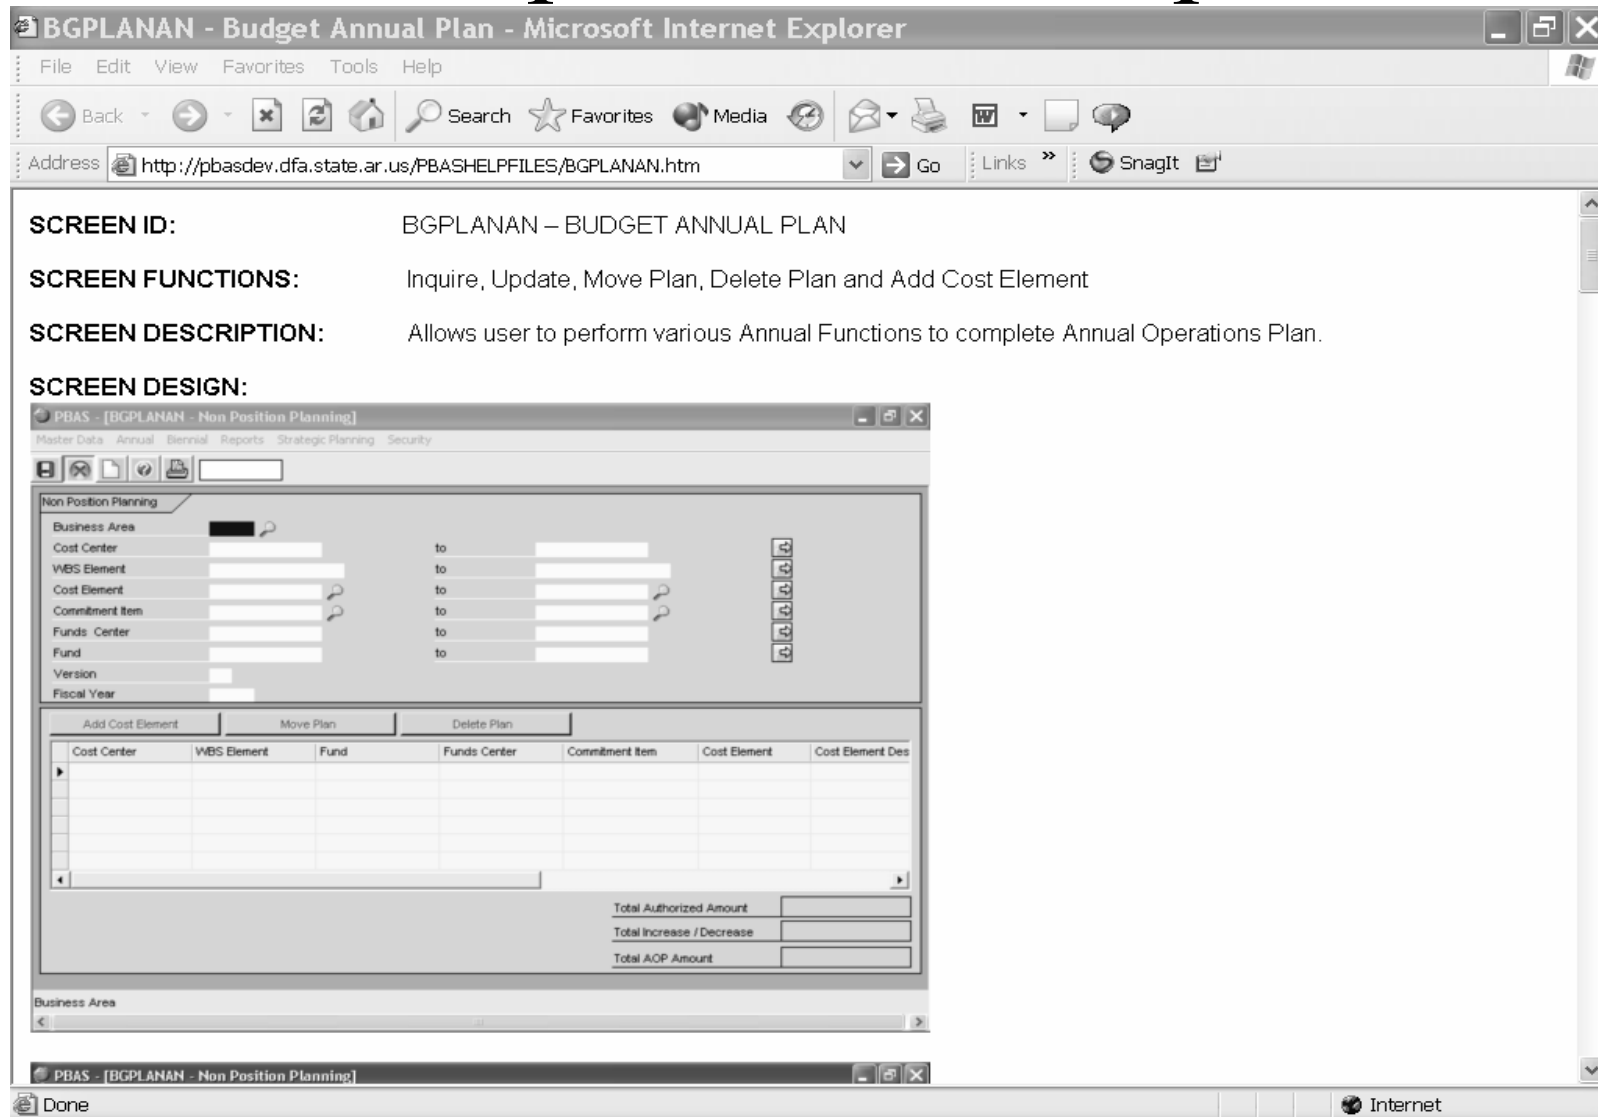 BGPLANAN - Budget Annual Plan - Microsoft Internet Explorer
File Edit View Favorites Tools Help
Back Search Favorites Media
Address http://pbasdev.dfa.state.ar.us/PBASHELPFILES/BGPLANAN.htm Go Links » SnagIt
SCREEN ID: BGPLANAN – BUDGET ANNUAL PLAN
SCREEN FUNCTIONS: Inquire, Update, Move Plan, Delete Plan and Add Cost Element
SCREEN DESCRIPTION: Allows user to perform various Annual Functions to complete Annual Operations Plan.
SCREEN DESIGN:
PBAS - [BGPLANAN - Non Position Planning]
Master Data Annual Biennial Reports Strategic Planning Security
Non Position Planning
Business Area
Cost Center to
WBS Element to
Cost Element to
Commitment Item to
Funds Center to
Fund to
Version
Fiscal Year
Add Cost Element Move Plan Delete Plan
Cost Center WBS Element Fund Funds Center Commitment Item Cost Element Cost Element Des
Total Authorized Amount
Total Increase / Decrease
Total AOP Amount
Business Area
PBAS - [BGPLANAN - Non Position Planning]
Done Internet